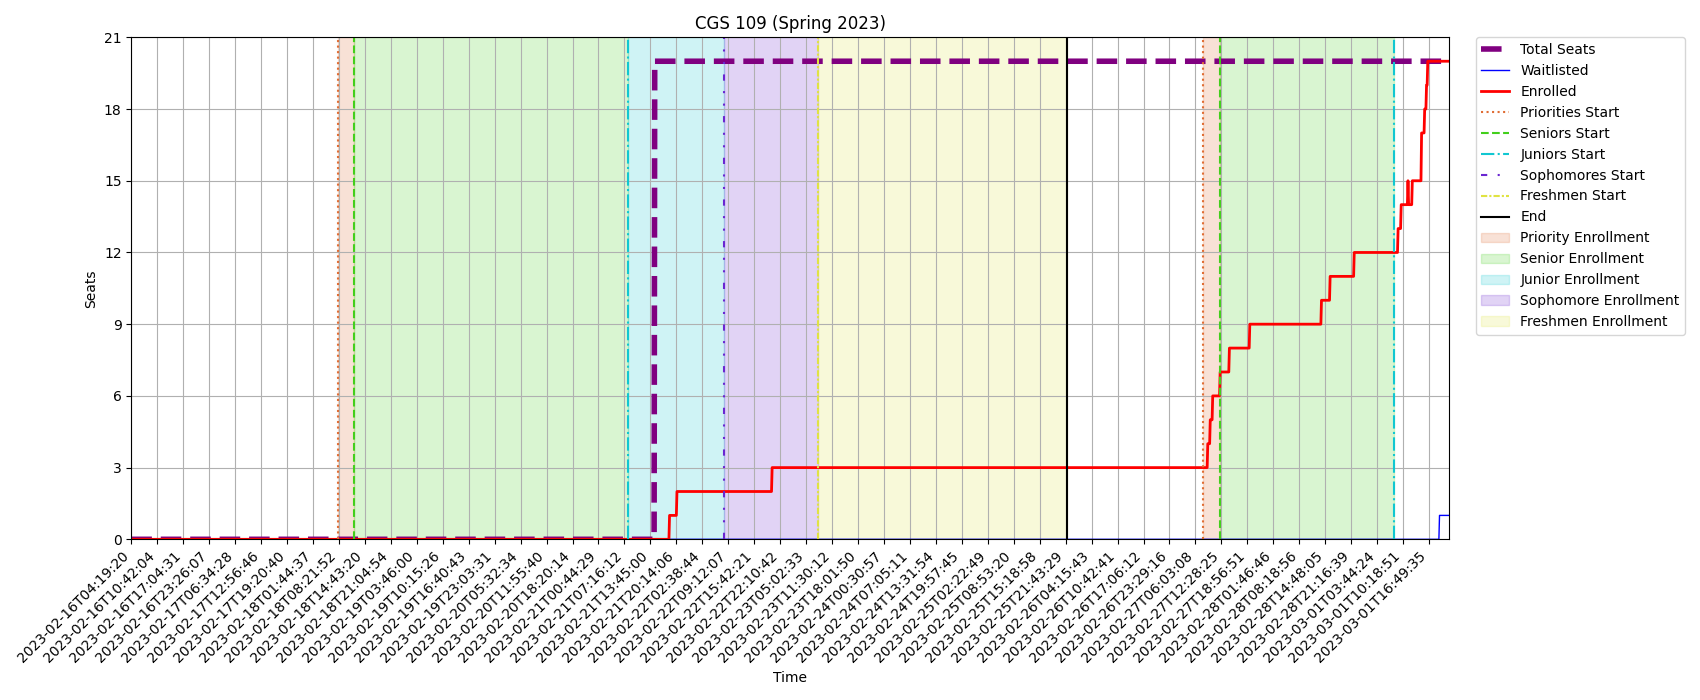 CGS 109 (Spring 2023)
21
18
15
12
9
6
3
0
Seats
2023-02-16T04:19:20
2023-02-16T10:42:04
2023-02-16T17:04:31
2023-02-16T23:26:07
2023-02-17T06:34:28
2023-02-17T12:56:46
2023-02-17T19:20:40
2023-02-18T01:44:37
2023-02-18T08:21:52
2023-02-18T14:43:20
2023-02-18T21:04:54
2023-02-19T03:46:00
2023-02-19T10:15:26
2023-02-19T16:40:43
2023-02-19T23:03:31
2023-02-20T05:32:34
2023-02-20T11:55:40
2023-02-20T18:20:14
2023-02-21T00:44:29
2023-02-21T07:16:12
2023-02-21T13:45:00
2023-02-21T20:14:06
2023-02-22T02:38:44
2023-02-22T09:12:07
2023-02-22T15:42:21
2023-02-22T22:10:42
2023-02-23T05:02:33
2023-02-23T11:30:12
2023-02-23T18:01:50
2023-02-24T00:30:57
2023-02-24T07:05:11
2023-02-24T13:31:54
2023-02-24T19:57:45
2023-02-25T02:22:49
2023-02-25T08:53:20
2023-02-25T15:18:58
2023-02-25T21:43:29
2023-02-26T04:15:43
2023-02-26T10:42:41
2023-02-26T17:06:12
2023-02-26T23:29:16
2023-02-27T06:03:08
2023-02-27T12:28:25
2023-02-27T18:56:51
2023-02-28T01:46:46
2023-02-28T08:18:56
2023-02-28T14:48:05
2023-02-28T21:16:39
2023-03-01T03:44:24
2023-03-01T10:18:51
2023-03-01T16:49:35
Time
Total Seats
Waitlisted
Enrolled
Priorities Start
Seniors Start
Juniors Start
Sophomores Start
Freshmen Start
End
Priority Enrollment
Senior Enrollment
Junior Enrollment
Sophomore Enrollment
Freshmen Enrollment